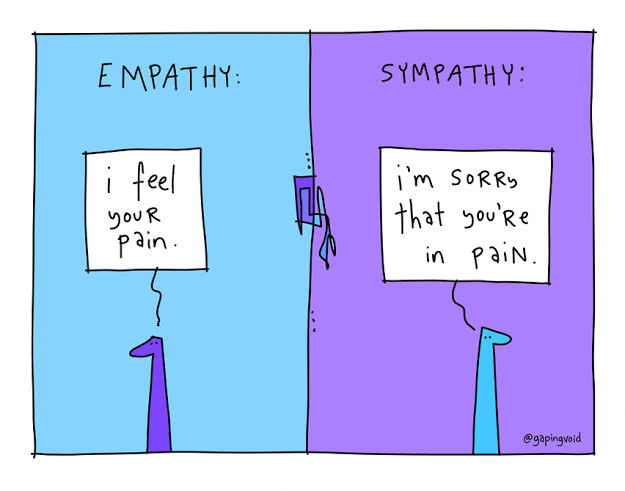 EMPATHY:
i feel
youR
pain.
SYMPATHY:
i'm SORRy
that you'Re
in paiN.
@gapingvoid